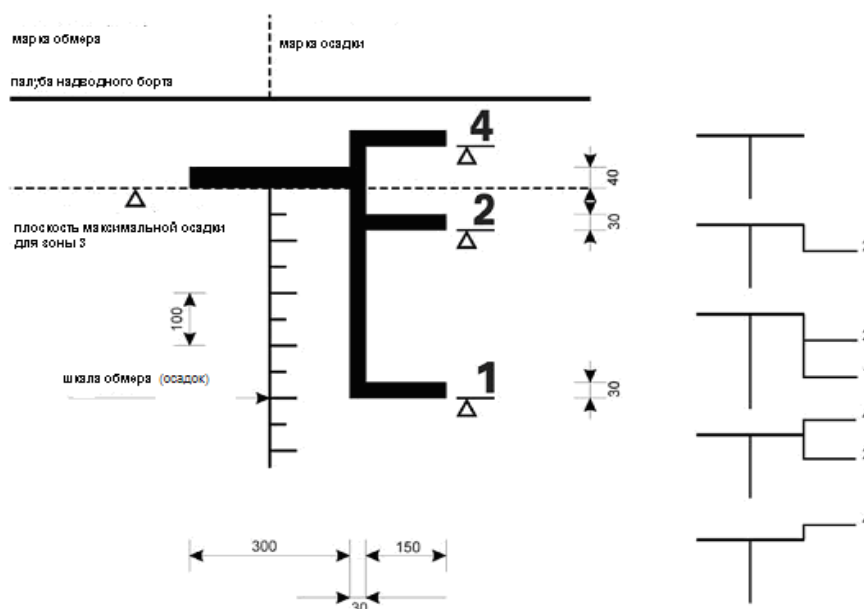 марка обмера
марка осадки
палуба надводного борта
4
40
2
30
плоскость максимальной осадки
для зоны 3
100
1
30
шкала обмера (осадок)
300
150
30